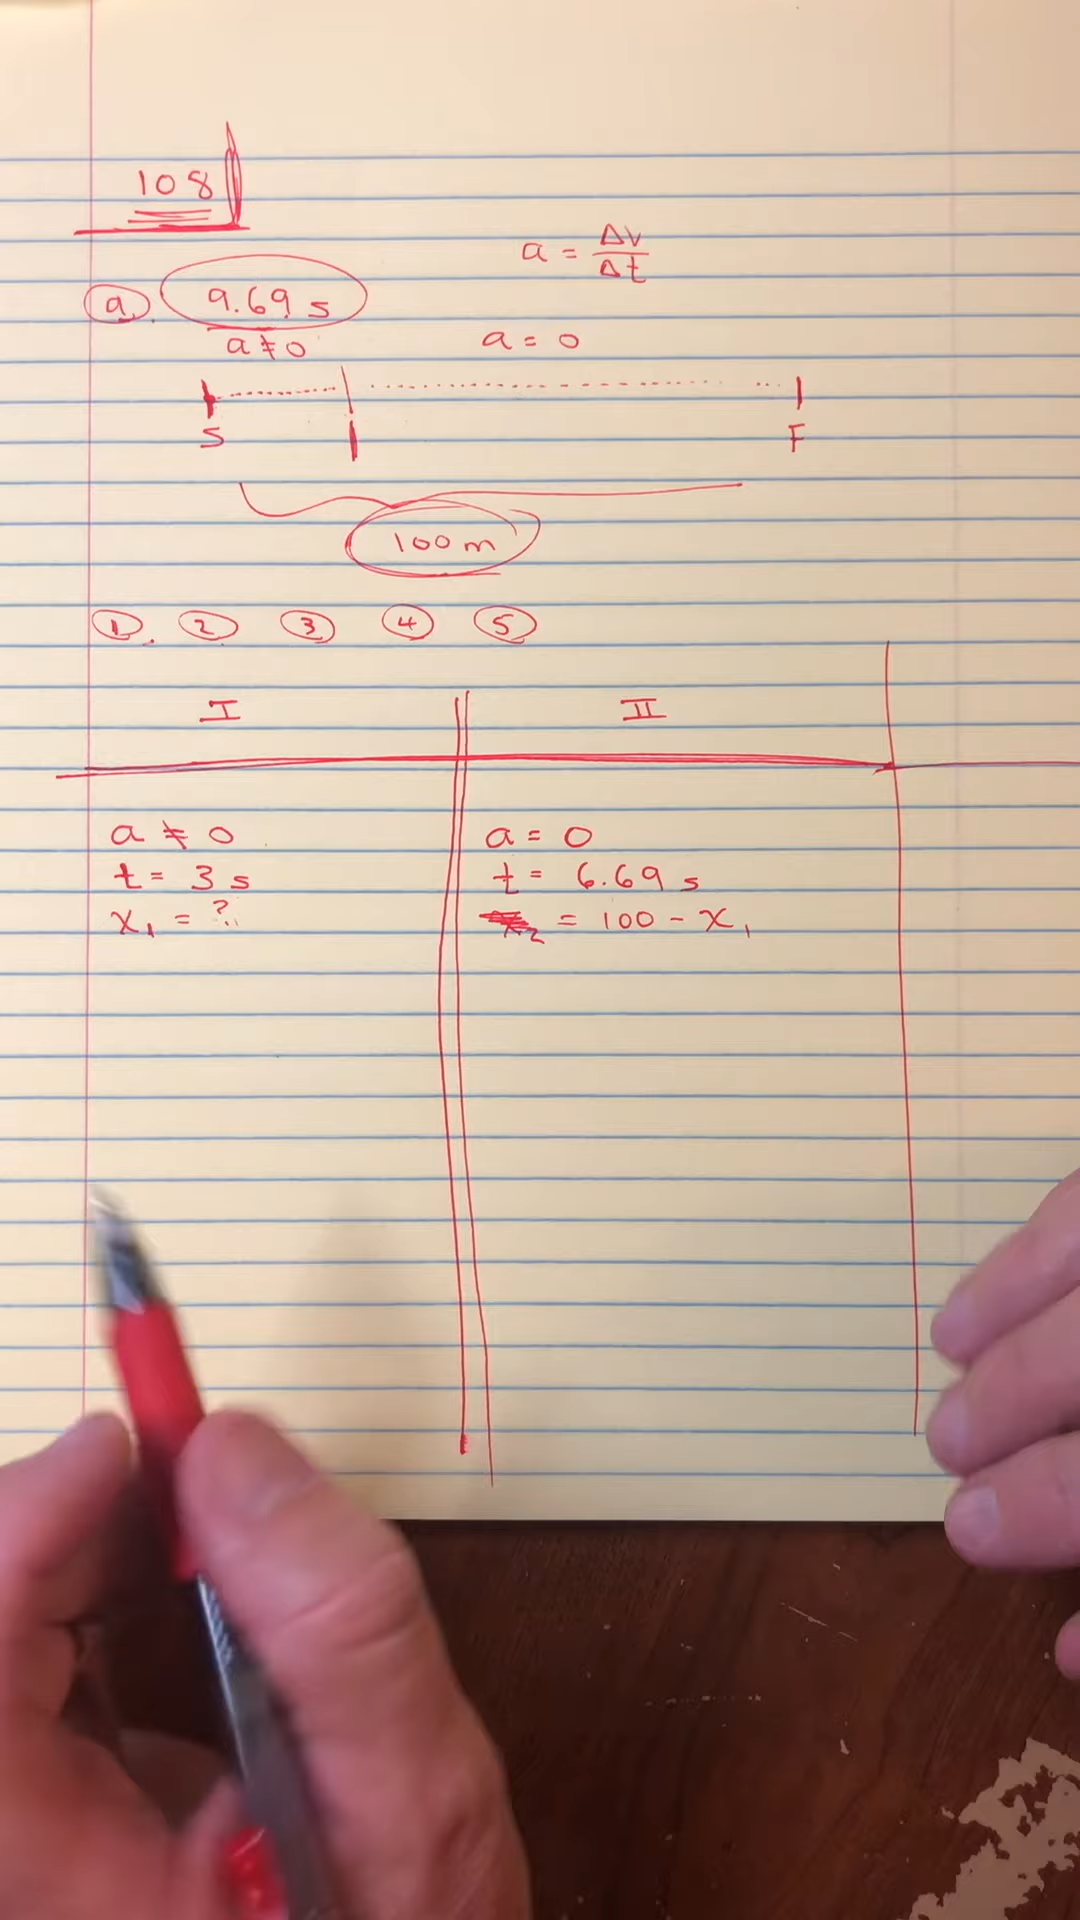 108
a = Δv/Δt
a. 9.69 s
a ≠ 0 a = 0
S F
100 m
1. 2 3 4 5
I II
a ≠ 0 a = 0
t = 3 s t = 6.69 s
x₁ = ? x₂ = 100 - x₁